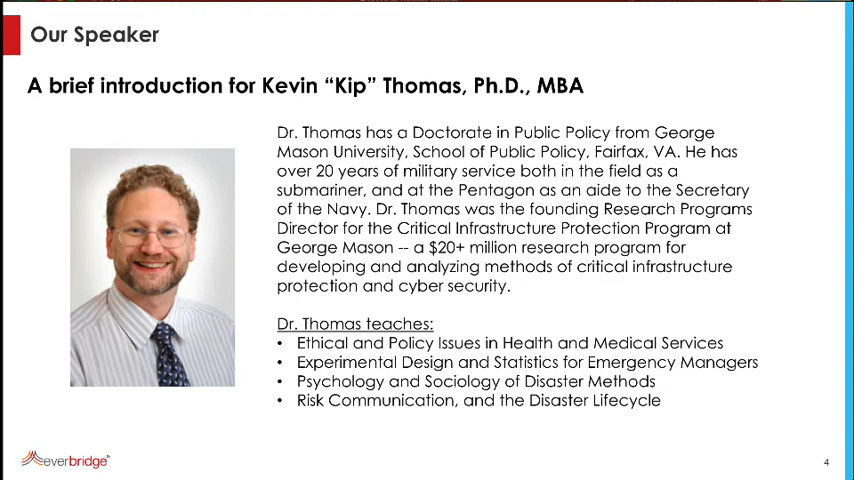 Our Speaker
A brief introduction for Kevin “Kip” Thomas, Ph.D., MBA
Dr. Thomas has a Doctorate in Public Policy from George
Mason University, School of Public Policy, Fairfax, VA. He has
over 20 years of military service both in the field as a
submariner, and at the Pentagon as an aide to the Secretary
of the Navy. Dr. Thomas was the founding Research Programs
Director for the Critical Infrastructure Protection Program at
George Mason -- a $20+ million research program for
developing and analyzing methods of critical infrastructure
protection and cyber security.
Dr. Thomas teaches:
• Ethical and Policy Issues in Health and Medical Services
• Experimental Design and Statistics for Emergency Managers
• Psychology and Sociology of Disaster Methods
• Risk Communication, and the Disaster Lifecycle
everbridge
4